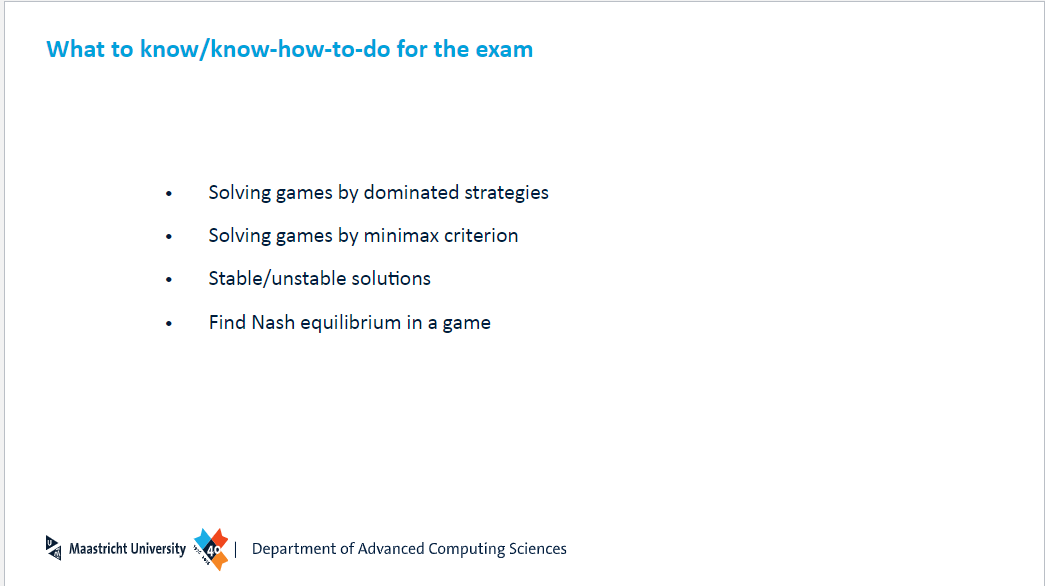 What to know/know-how-to-do for the exam
• Solving games by dominated strategies
• Solving games by minimax criterion
• Stable/unstable solutions
• Find Nash equilibrium in a game
Maastricht University 40 | Department of Advanced Computing Sciences